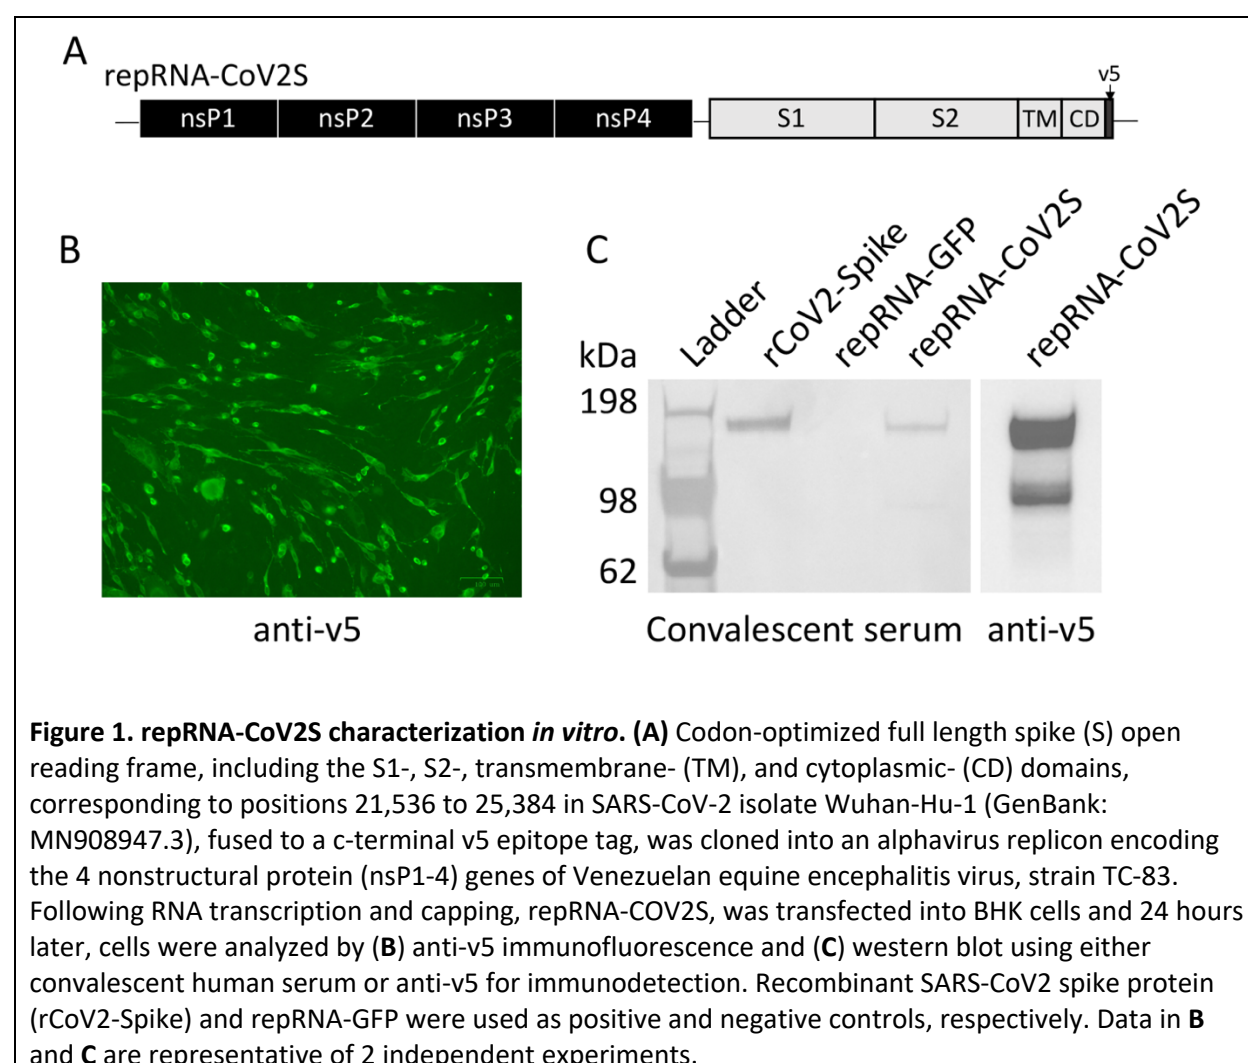 A
repRNA-CoV2S
v5
nsP1 nsP2 nsP3 nsP4 S1 S2 TM CD
B
C
Ladder
rCoV2-Spike
repRNA-GFP
repRNA-CoV2S
repRNA-CoV2S
kDa
198
98
62
anti-v5
Convalescent serum anti-v5
Figure 1. repRNA-CoV2S characterization in vitro. (A) Codon-optimized full length spike (S) open
reading frame, including the S1-, S2-, transmembrane- (TM), and cytoplasmic- (CD) domains,
corresponding to positions 21,536 to 25,384 in SARS-CoV-2 isolate Wuhan-Hu-1 (GenBank:
MN908947.3), fused to a c-terminal v5 epitope tag, was cloned into an alphavirus replicon encoding
the 4 nonstructural protein (nsP1-4) genes of Venezuelan equine encephalitis virus, strain TC-83.
Following RNA transcription and capping, repRNA-COV2S, was transfected into BHK cells and 24 hours
later, cells were analyzed by (B) anti-v5 immunofluorescence and (C) western blot using either
convalescent human serum or anti-v5 for immunodetection. Recombinant SARS-CoV2 spike protein
(rCoV2-Spike) and repRNA-GFP were used as positive and negative controls, respectively. Data in B
and C are representative of 2 independent experiments.